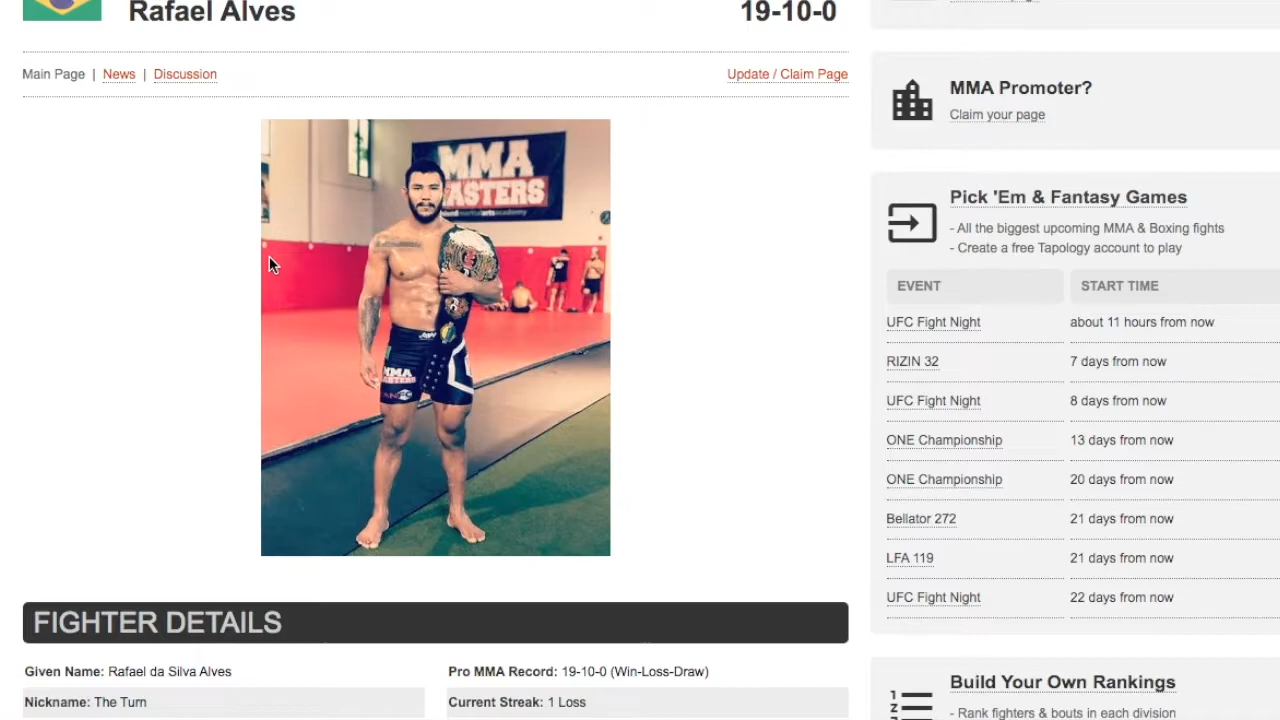 Rafael Alves
19-10-0
Main Page | News | Discussion
Update / Claim Page
MMA
MASTERS
MMA
MASTERS
FIGHTER DETAILS
Given Name: Rafael da Silva Alves
Pro MMA Record: 19-10-0 (Win-Loss-Draw)
Nickname: The Turn
Current Streak: 1 Loss
MMA Promoter?
Claim your page
Pick 'Em & Fantasy Games
- All the biggest upcoming MMA & Boxing fights
- Create a free Tapology account to play
EVENT START TIME
UFC Fight Night about 11 hours from now
RIZIN 32 7 days from now
UFC Fight Night 8 days from now
ONE Championship 13 days from now
ONE Championship 20 days from now
Bellator 272 21 days from now
LFA 119 21 days from now
UFC Fight Night 22 days from now
Build Your Own Rankings
- Rank fighters & bouts in each division